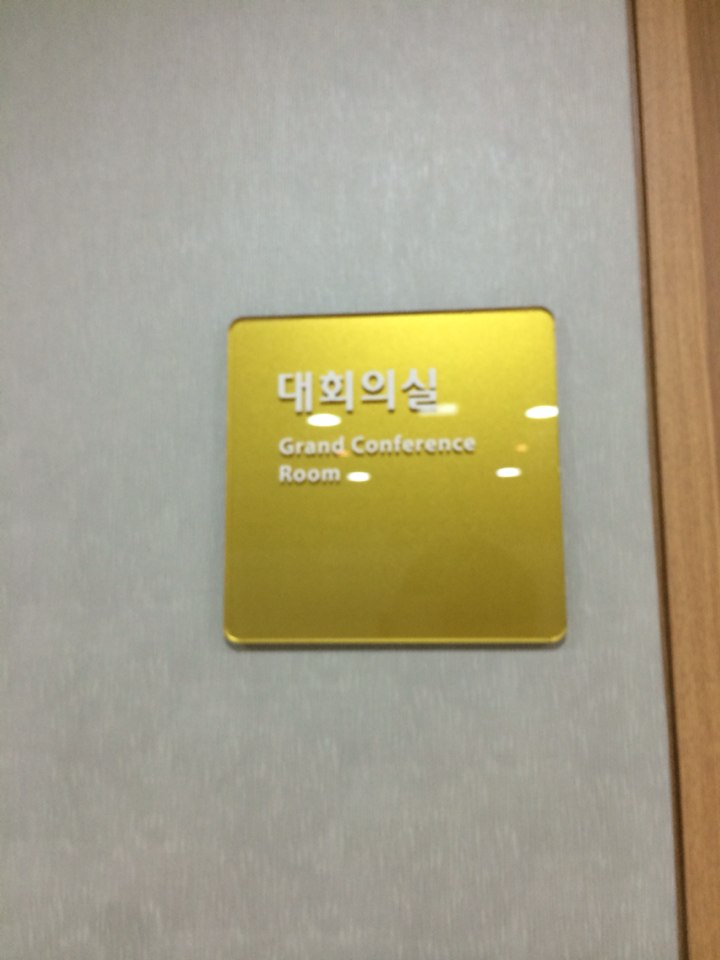 대회의실
Grand Conference
Room